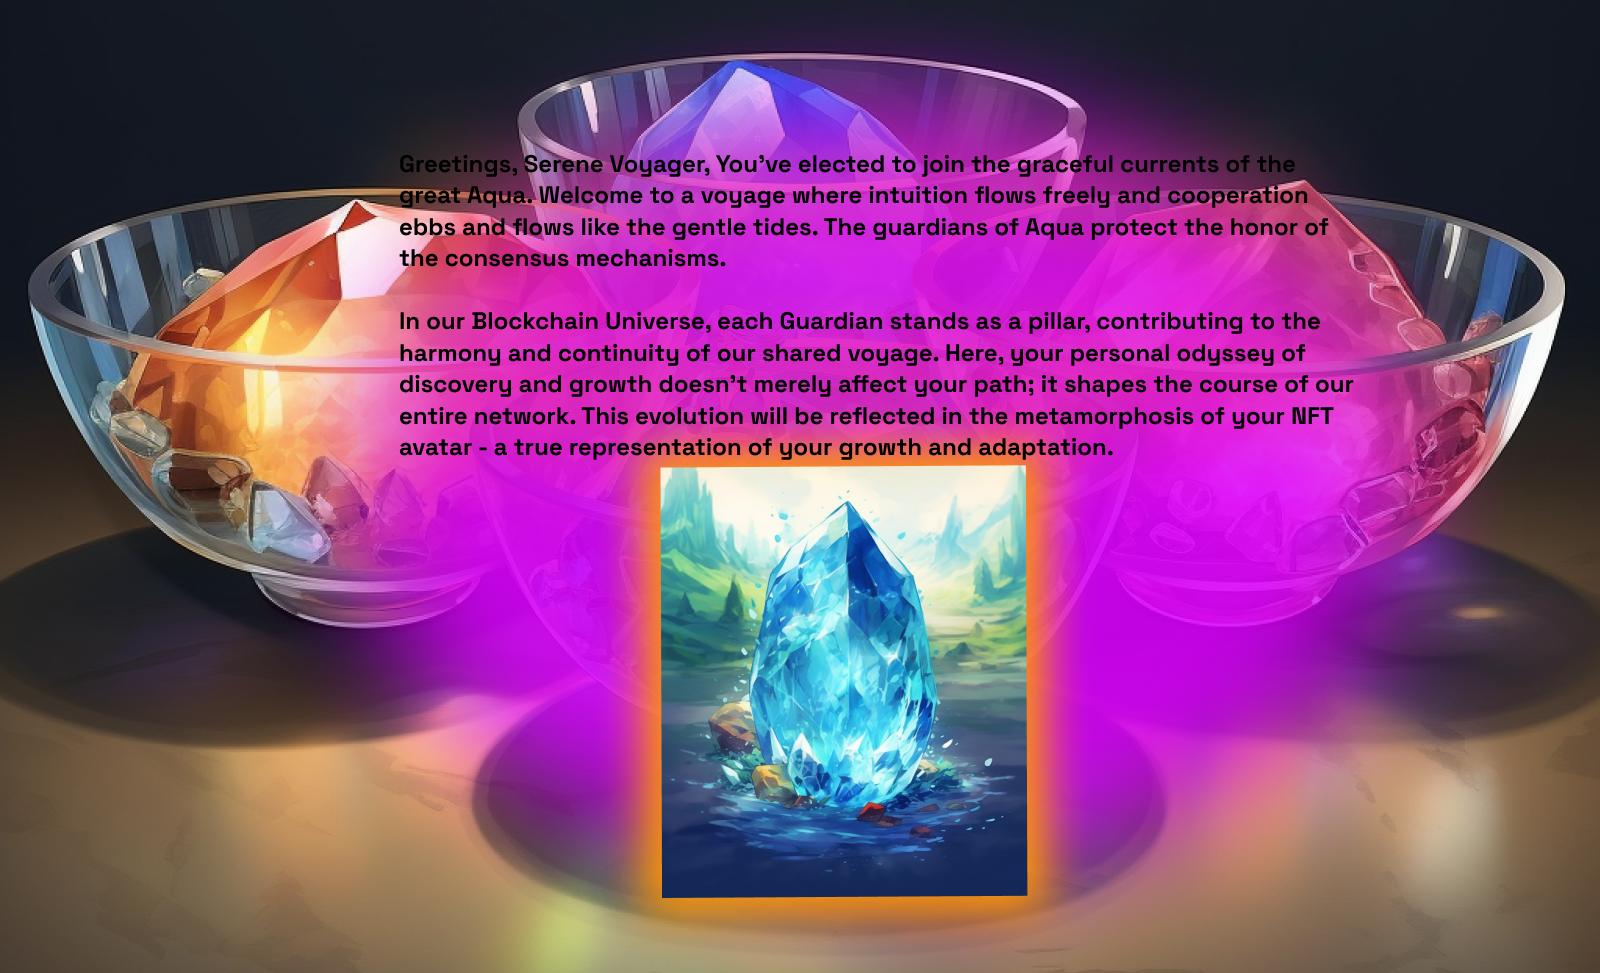 Greetings, Serene Voyager, You've elected to join the graceful currents of the
great Aqua. Welcome to a voyage where intuition flows freely and cooperation
ebbs and flows like the gentle tides. The guardians of Aqua protect the honor of
the consensus mechanisms.
In our Blockchain Universe, each Guardian stands as a pillar, contributing to the
harmony and continuity of our shared voyage. Here, your personal odyssey of
discovery and growth doesn't merely affect your path; it shapes the course of our
entire network. This evolution will be reflected in the metamorphosis of your NFT
avatar - a true representation of your growth and adaptation.